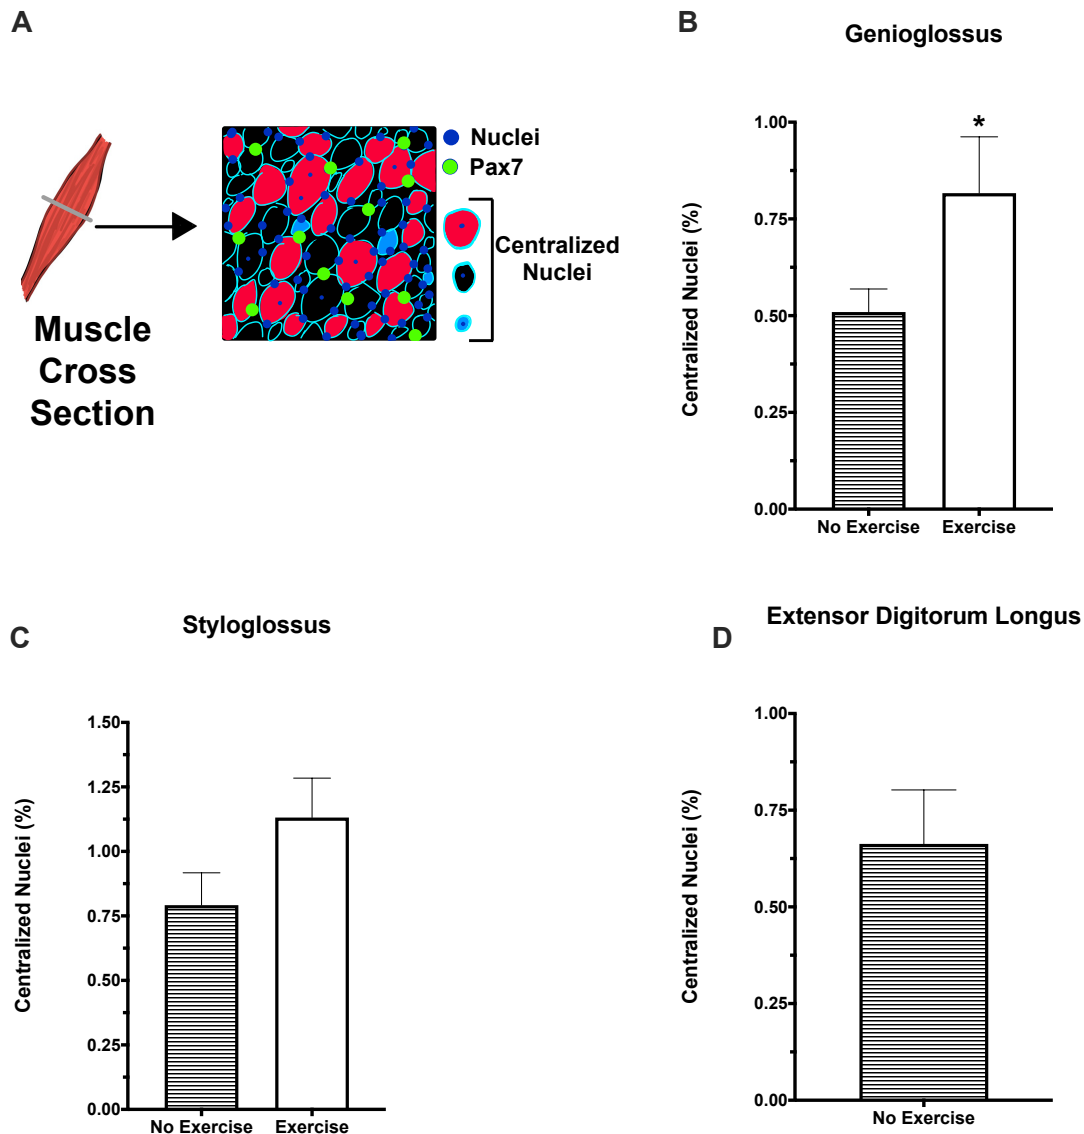 A
Nuclei
Pax7
Centralized
Nuclei
Muscle
Cross
Section
B
Genioglossus
*
1.00
0.75
0.50
0.25
0.00
Centralized Nuclei (%)
No Exercise
Exercise
C
Styloglossus
1.50
1.25
1.00
0.75
0.50
0.25
0.00
Centralized Nuclei (%)
No Exercise
Exercise
D
Extensor Digitorum Longus
1.00
0.75
0.50
0.25
0.00
Centralized Nuclei (%)
No Exercise